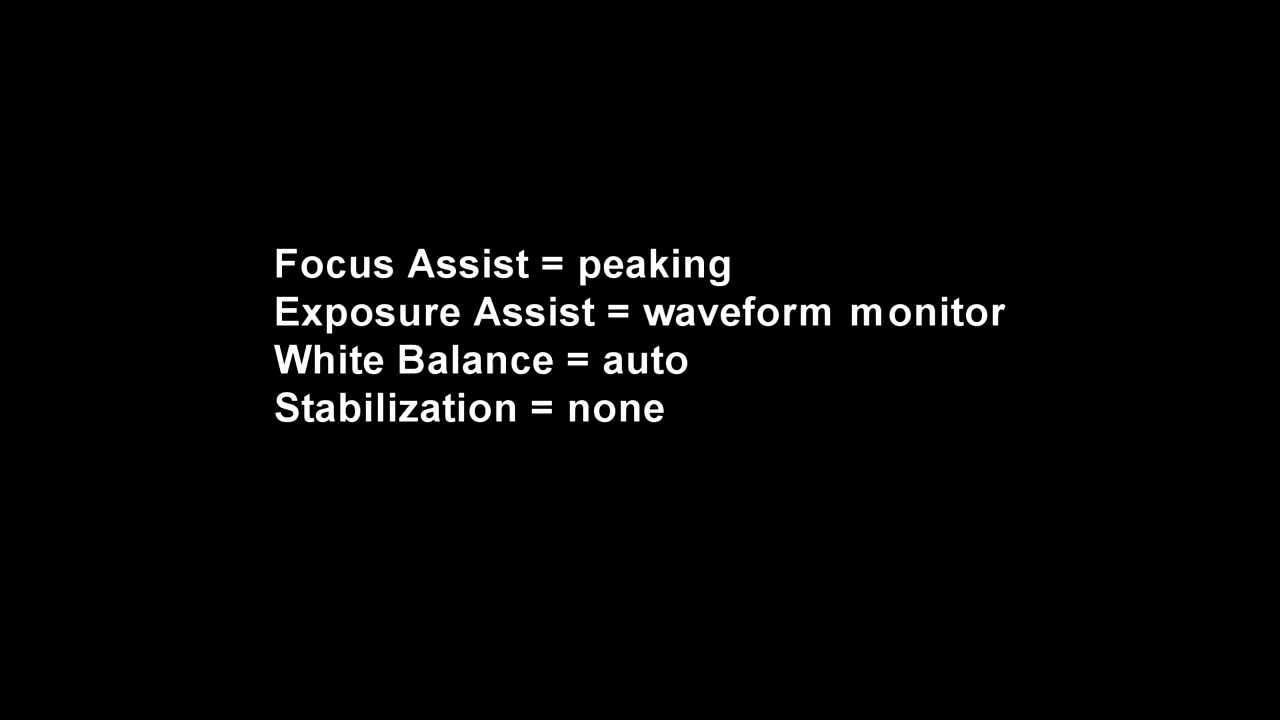 Focus Assist = peaking
Exposure Assist = waveform monitor
White Balance = auto
Stabilization = none